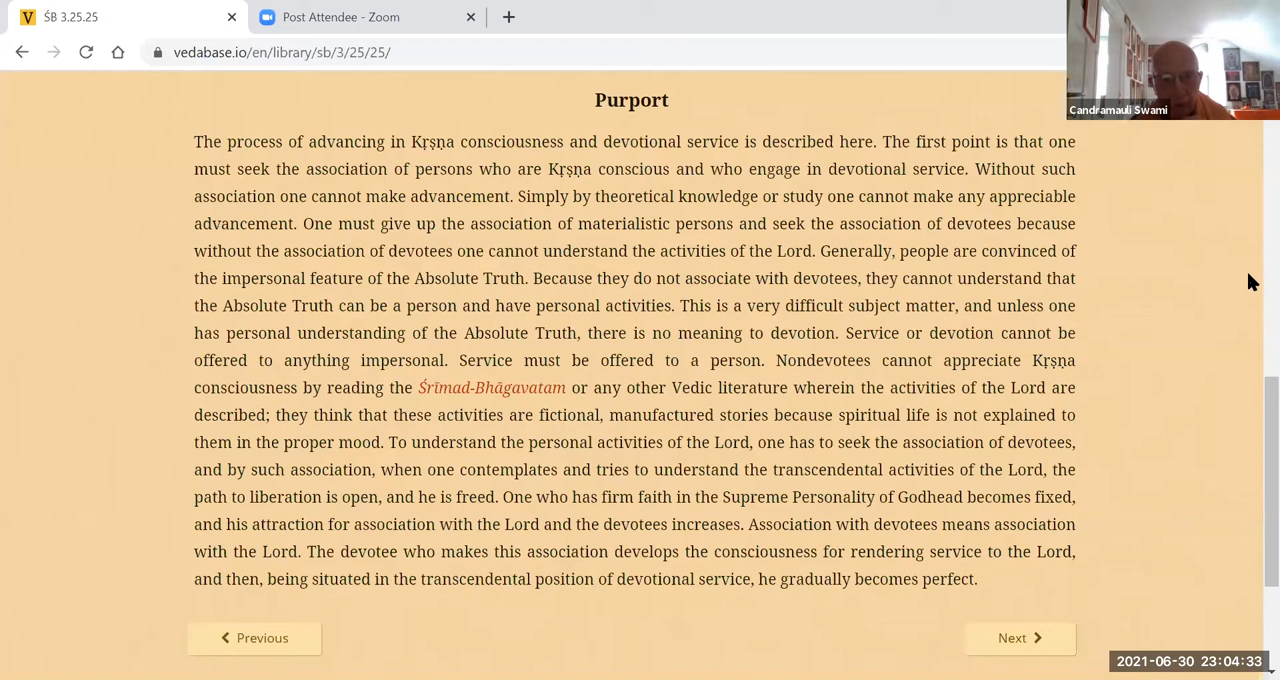 V ŚB 3.25.25
Post Attendee - Zoom
vedabase.io/en/library/sb/3/25/25/
Candramauli Swami
Purport
The process of advancing in Kṛṣṇa consciousness and devotional service is described here. The first point is that one
must seek the association of persons who are Kṛṣṇa conscious and who engage in devotional service. Without such
association one cannot make advancement. Simply by theoretical knowledge or study one cannot make any appreciable
advancement. One must give up the association of materialistic persons and seek the association of devotees because
without the association of devotees one cannot understand the activities of the Lord. Generally, people are convinced of
the impersonal feature of the Absolute Truth. Because they do not associate with devotees, they cannot understand that
the Absolute Truth can be a person and have personal activities. This is a very difficult subject matter, and unless one
has personal understanding of the Absolute Truth, there is no meaning to devotion. Service or devotion cannot be
offered to anything impersonal. Service must be offered to a person. Nondevotees cannot appreciate Kṛṣṇa
consciousness by reading the Śrīmad-Bhāgavatam or any other Vedic literature wherein the activities of the Lord are
described; they think that these activities are fictional, manufactured stories because spiritual life is not explained to
them in the proper mood. To understand the personal activities of the Lord, one has to seek the association of devotees,
and by such association, when one contemplates and tries to understand the transcendental activities of the Lord, the
path to liberation is open, and he is freed. One who has firm faith in the Supreme Personality of Godhead becomes fixed,
and his attraction for association with the Lord and the devotees increases. Association with devotees means association
with the Lord. The devotee who makes this association develops the consciousness for rendering service to the Lord,
and then, being situated in the transcendental position of devotional service, he gradually becomes perfect.
Previous
Next
2021-06-30 23:04:33